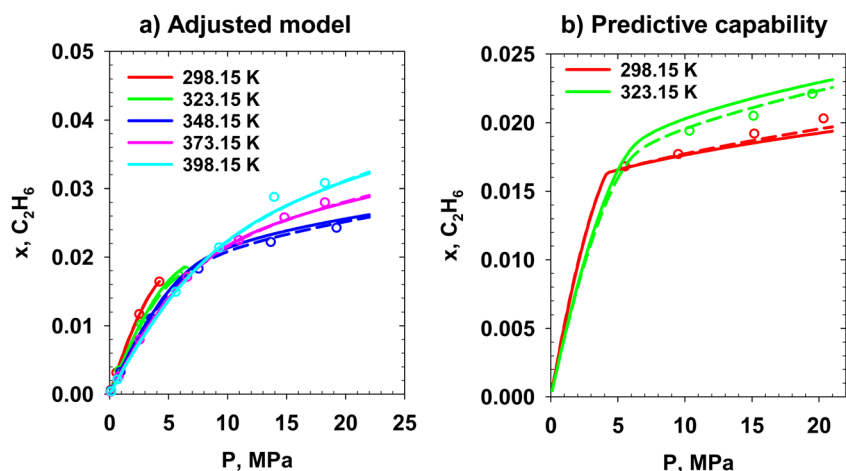 a) Adjusted model
x, C2H6
0.05
0.04
0.03
0.02
0.01
0.00
298.15 K
323.15 K
348.15 K
373.15 K
398.15 K
0 5 10 15 20 25
P, MPa
b) Predictive capability
x, C2H6
0.025
0.020
0.015
0.010
0.005
0.000
298.15 K
323.15 K
0 5 10 15 20
P, MPa